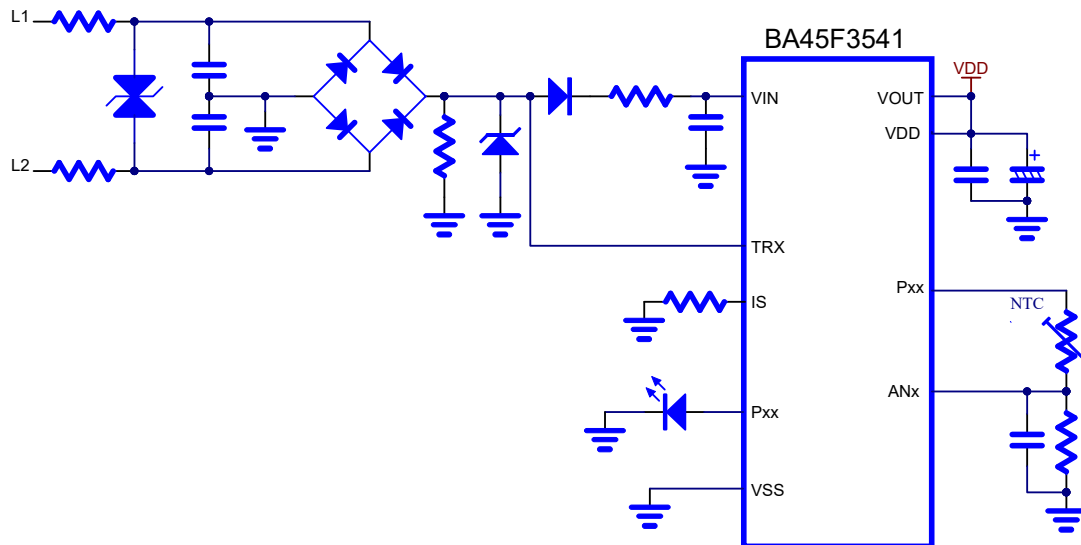 L1
BA45F3541
VDD
VIN
VOUT
VDD
+
L2
TRX
Pxx
IS
NTC
ANx
Pxx
VSS